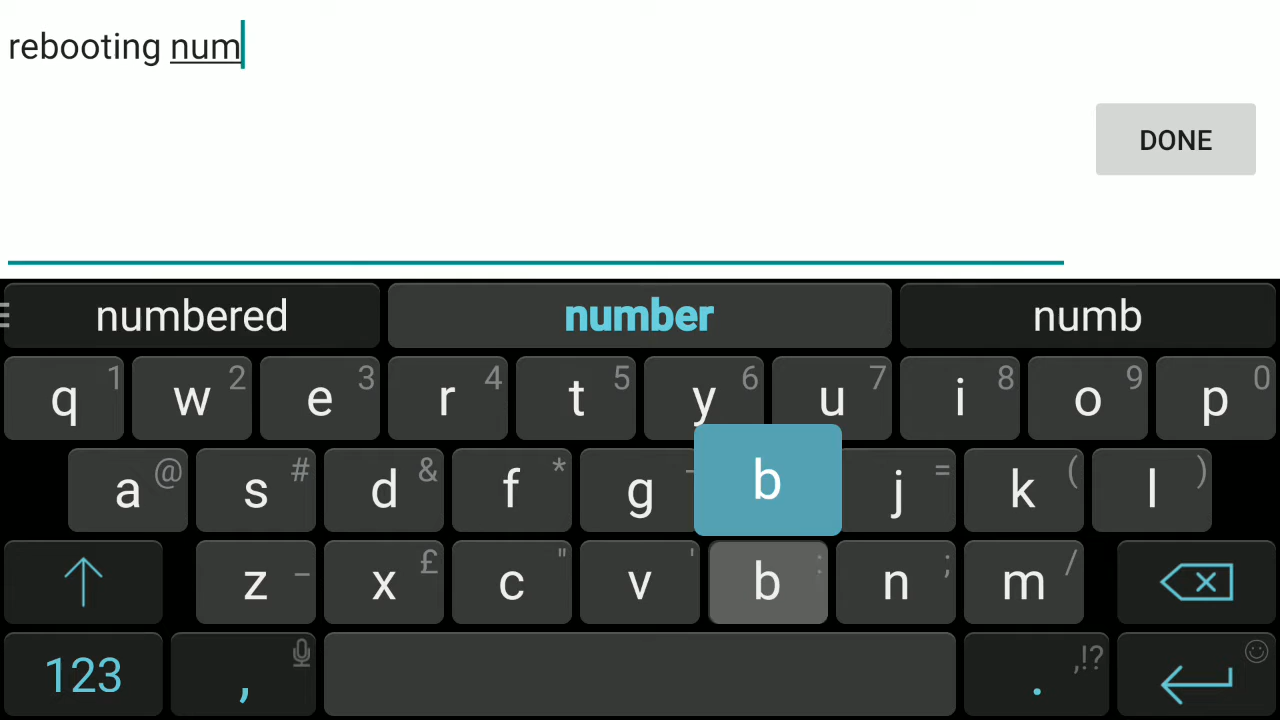 rebooting num
DONE
numbered number numb
q 1 w 2 e 3 r 4 t 5 y 6 u 7 i 8 o 9 p 0
a @ s # d & f * g - b j = k ( l )
z _ x £ c " v ' b : n ; m /
123 , . ,!?